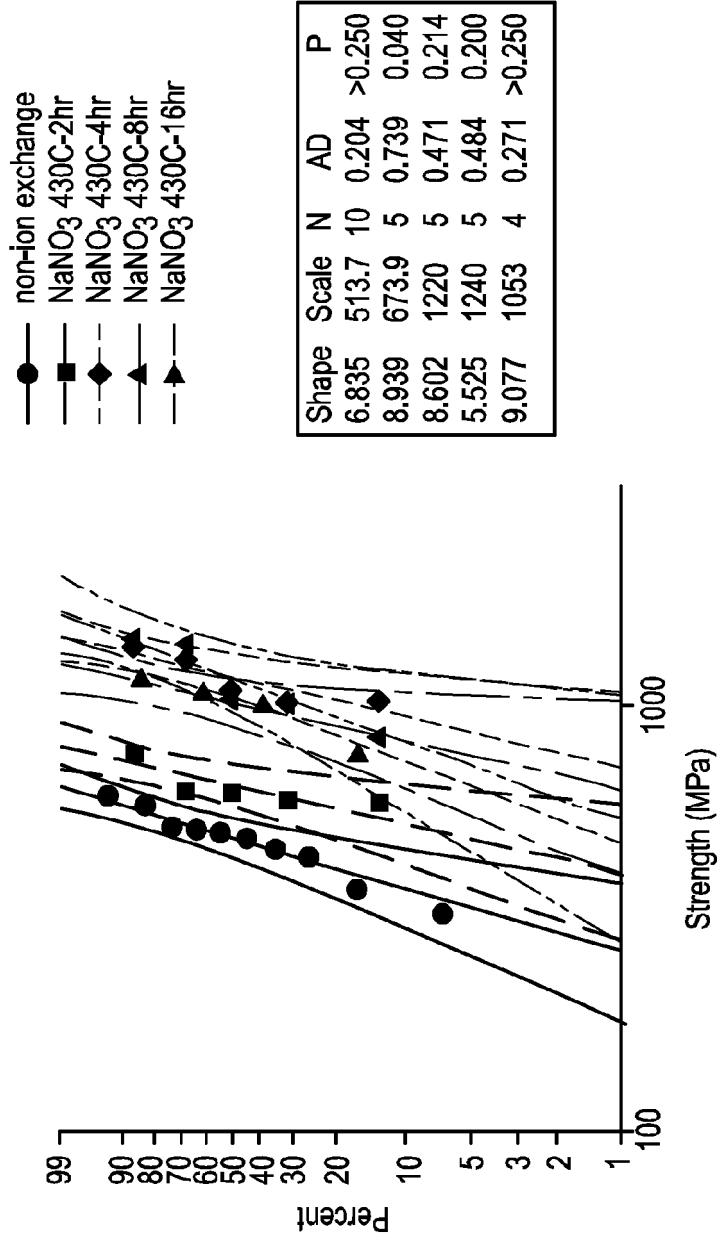 non-ion exchange
NaNO3 430C-2hr
NaNO3 430C-4hr
NaNO3 430C-8hr
NaNO3 430C-16hr
Shape Scale N AD P
6.835 513.7 10 0.204 >0.250
8.939 673.9 5 0.739 0.040
8.602 1220 5 0.471 0.214
5.525 1240 5 0.484 0.200
9.077 1053 4 0.271 >0.250
Percent
99
90
80
70
60
50
40
30
20
10
5
3
2
1
100
1000
Strength (MPa)